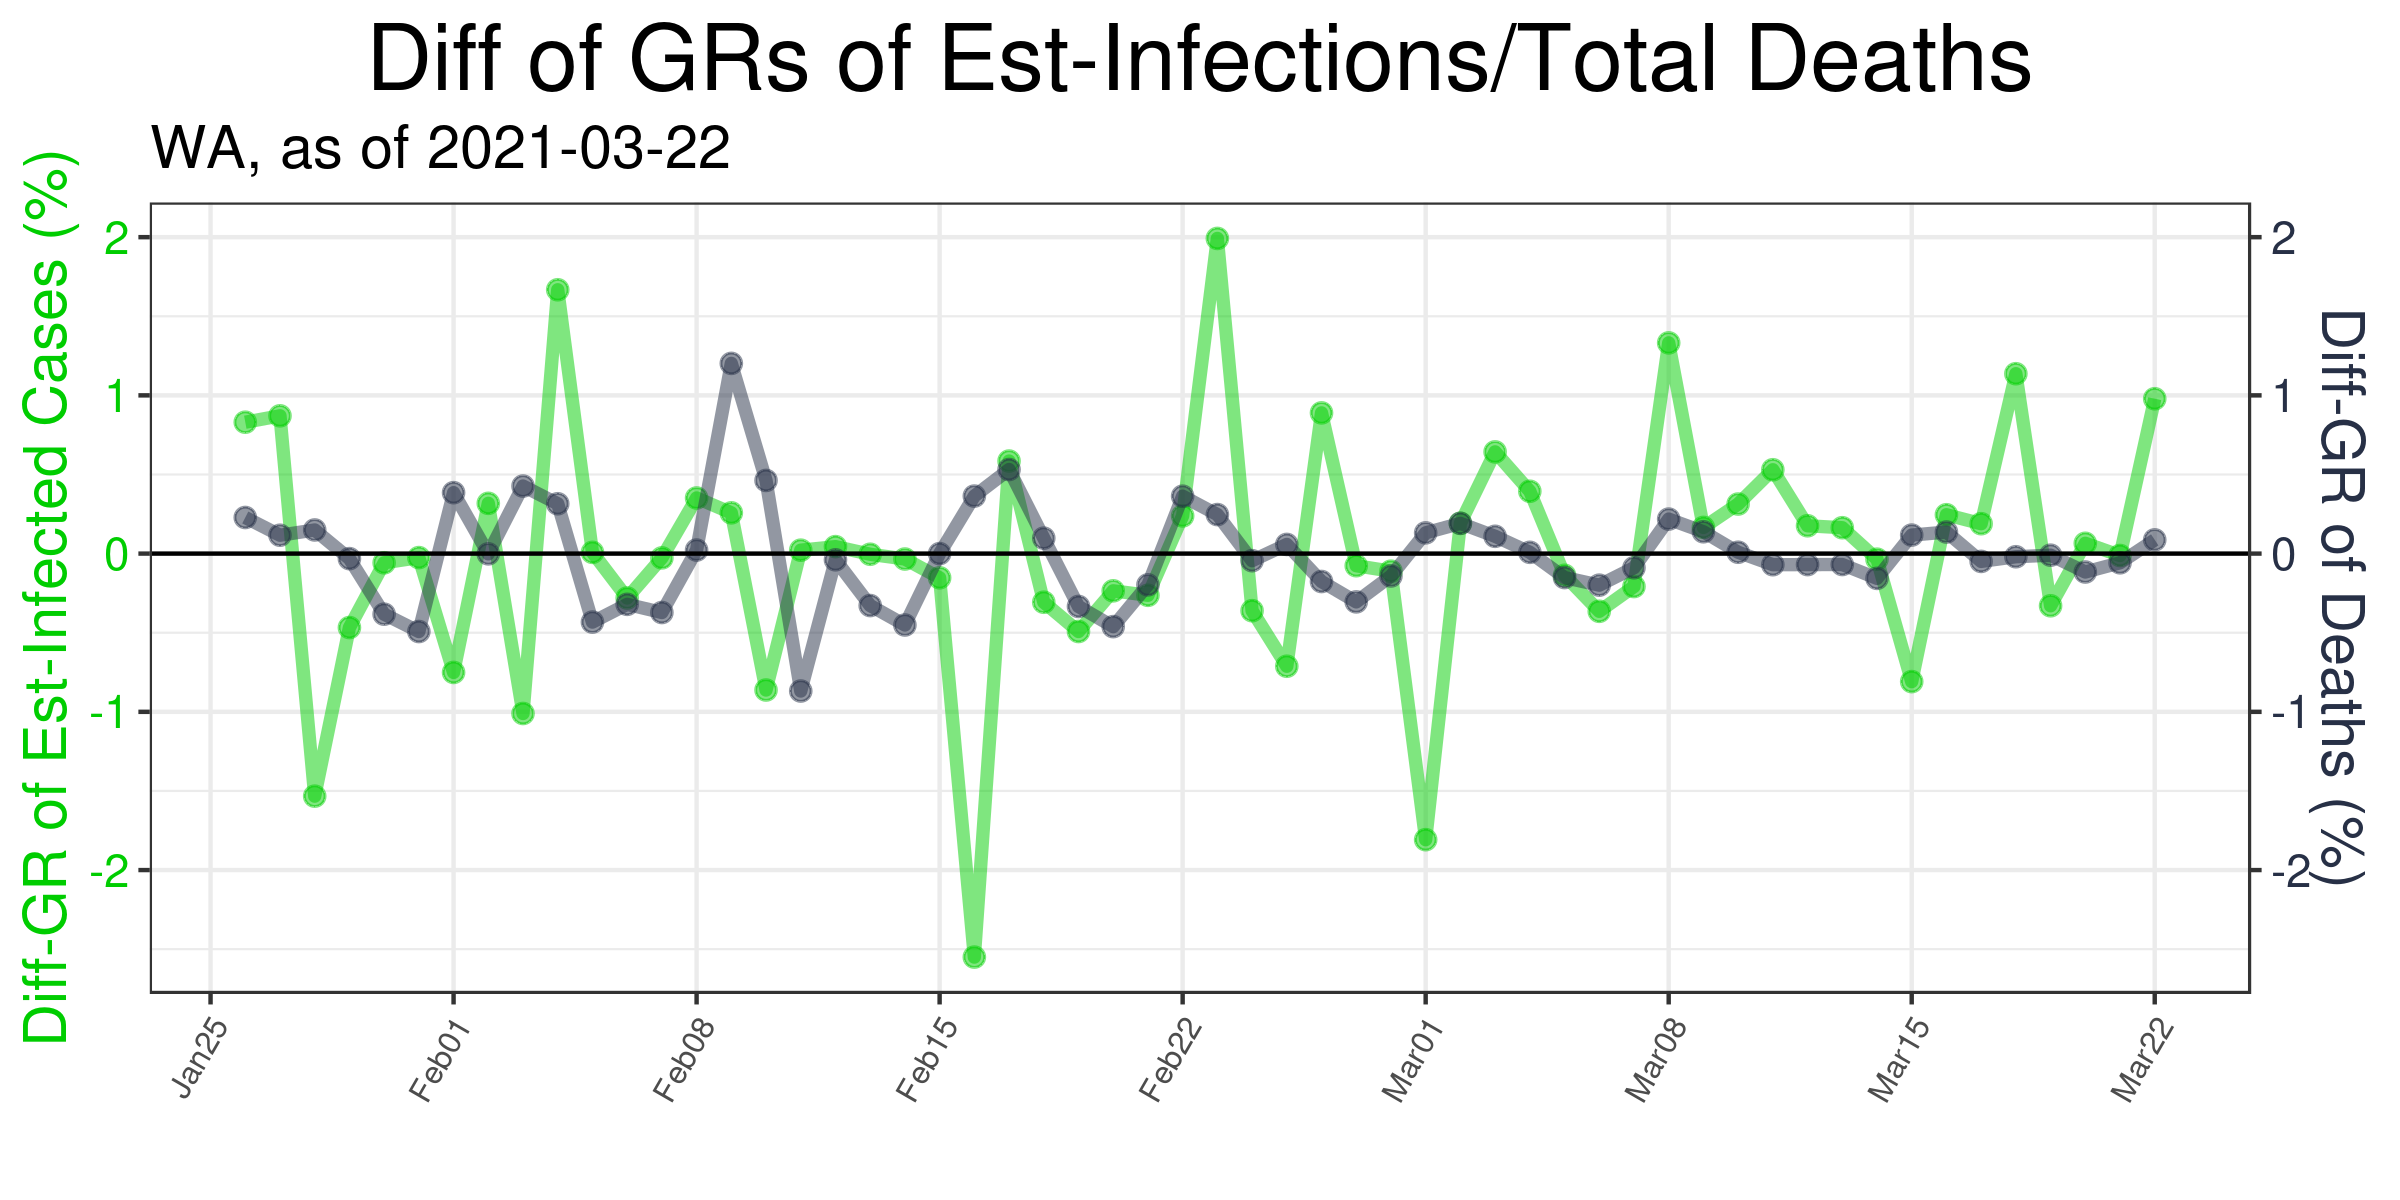 Diff of GRs of Est-Infections/Total Deaths
WA, as of 2021-03-22
Diff-GR of Est-Infected Cases (%)
2
1
0
-1
-2
2
1
0
-1
-2
Diff-GR of Deaths (%)
Jan25
Feb01
Feb08
Feb15
Feb22
Mar01
Mar08
Mar15
Mar22